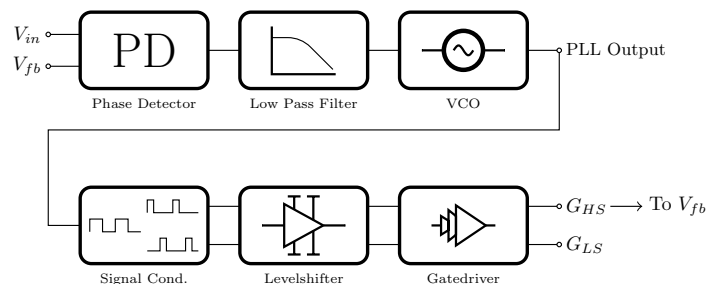 V_in
V_fb
PD
PLL Output
Phase Detector
Low Pass Filter
VCO
G_HS
To V_fb
G_LS
Signal Cond.
Levelshifter
Gatedriver